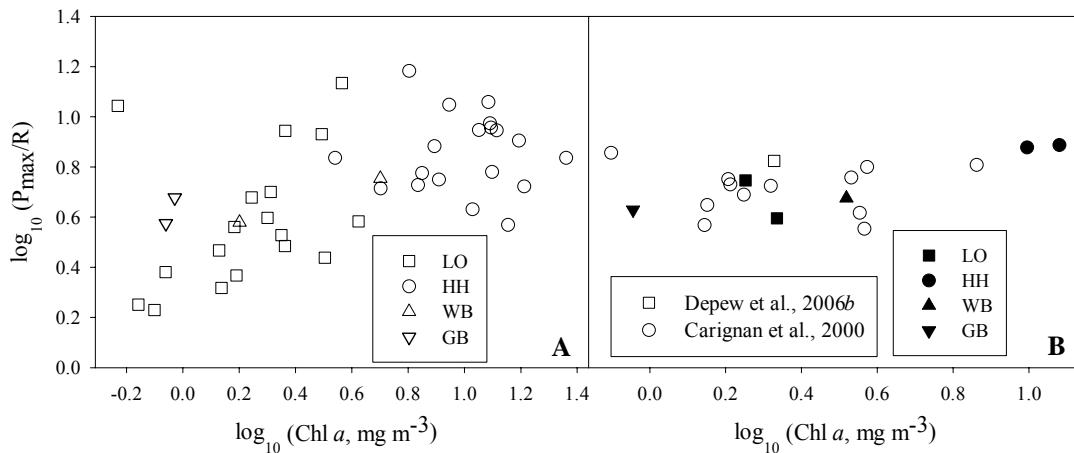 log10 (Pmax/R)
1.4
1.2
1.0
0.8
0.6
0.4
0.2
0.0
LO
HH
WB
GB
A
-0.2 0.0 0.2 0.4 0.6 0.8 1.0 1.2 1.4
log10 (Chl a, mg m-3)
Depew et al., 2006b
Carignan et al., 2000
LO
HH
WB
GB
B
0.0 0.2 0.4 0.6 0.8 1.0
log10 (Chl a, mg m-3)